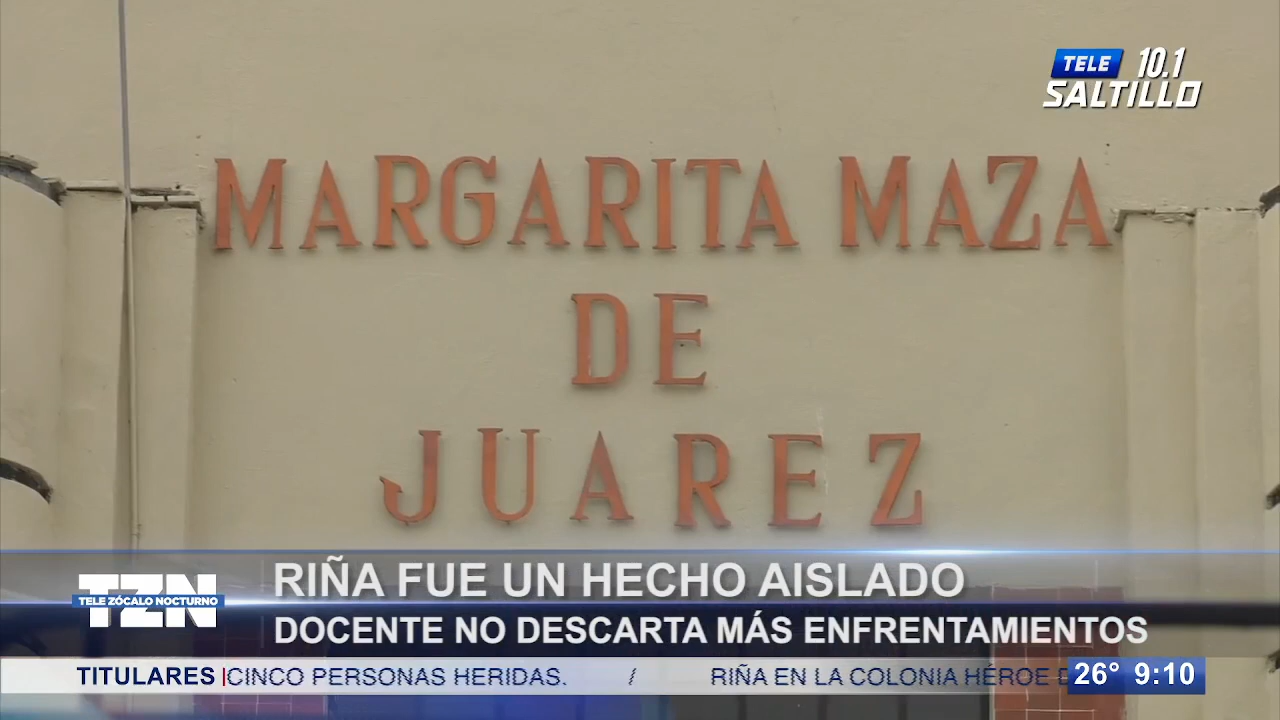 TELE 10.1
SALTILLO
MARGARITA MAZA
DE
JUAREZ
RIÑA FUE UN HECHO AISLADO
TZN
TELE ZÓCALO NOCTURNO
DOCENTE NO DESCARTA MÁS ENFRENTAMIENTOS
TITULARES CINCO PERSONAS HERIDAS. / RIÑA EN LA COLONIA HÉROE 26° 9:10